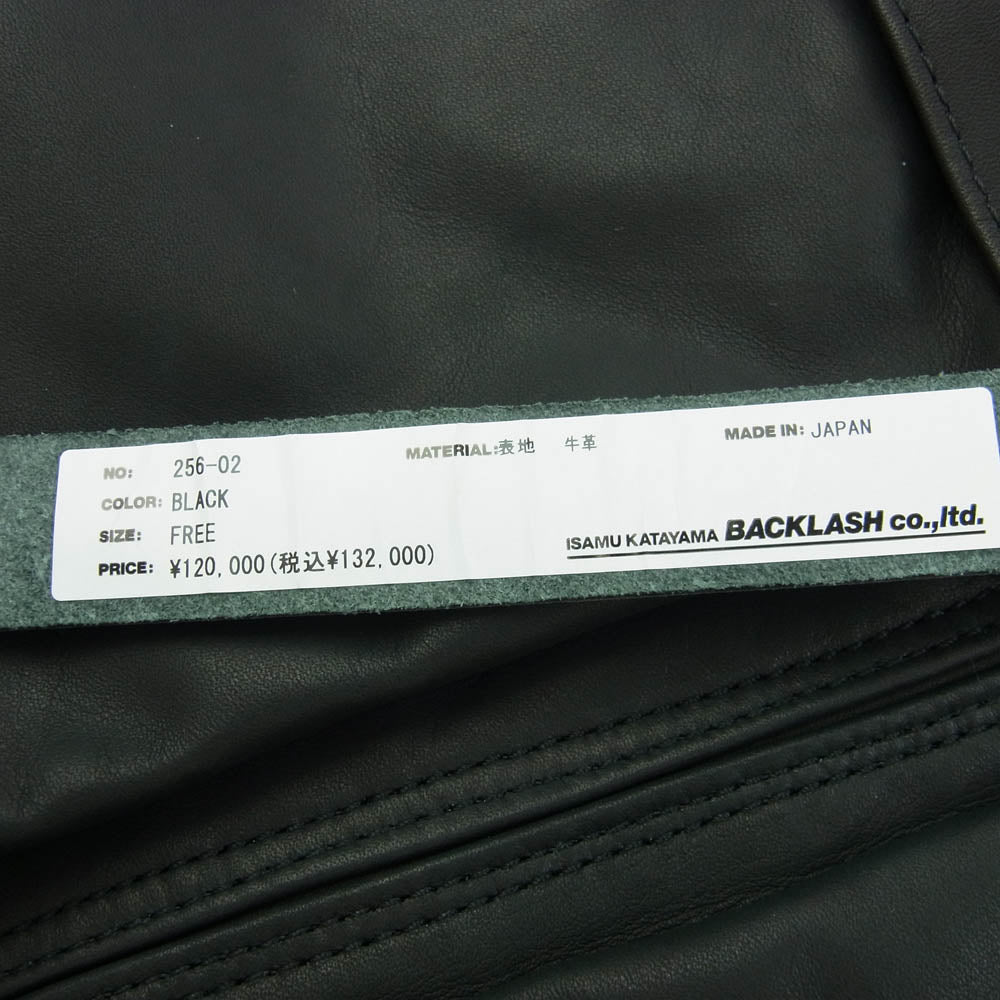 NO: 256-02
COLOR: BLACK
SIZE: FREE
PRICE: ¥120,000(税込¥132,000)
MATERIAL:表地 牛革
MADE IN: JAPAN
ISAMU KATAYAMA BACKLASH co.,ltd.